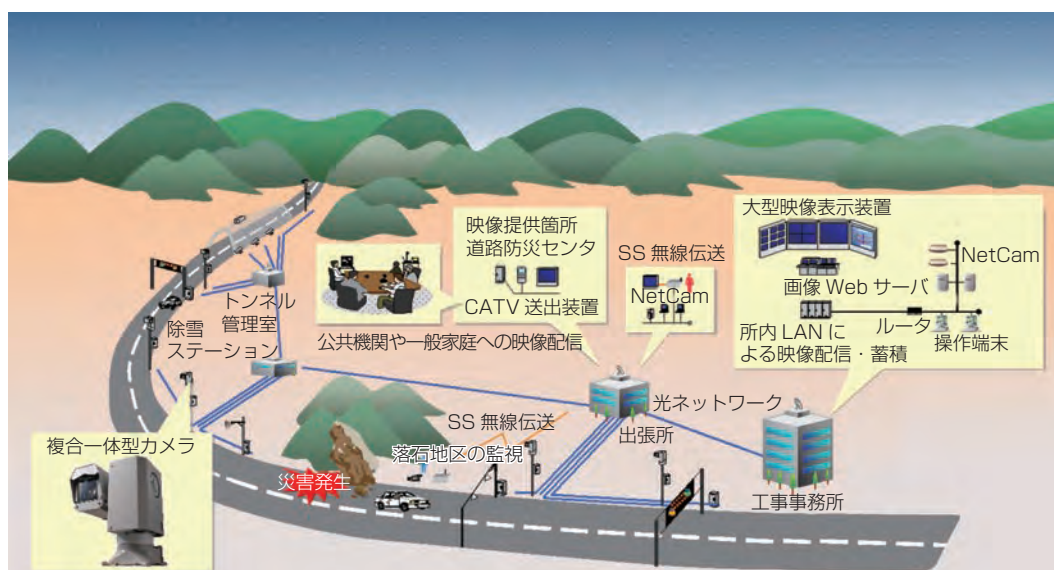 大型映像表示装置
NetCam
画像 Web サーバ
ルータ
所内 LAN に
よる映像配信・蓄積
操作端末
映像提供箇所
道路防災センタ
CATV 送出装置
SS 無線伝送
NetCam
公共機関や一般家庭への映像配信
トンネル
管理室
除雪
ステーション
光ネットワーク
出張所
SS 無線伝送
落石地区の監視
災害発生
複合一体型カメラ
工事事務所